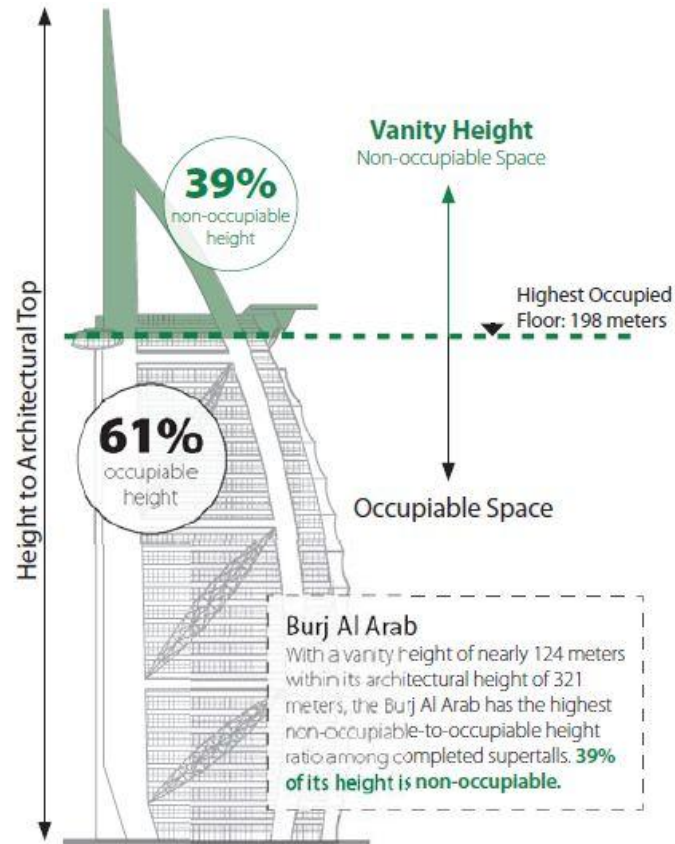 Height to Architectural Top
Vanity Height
Non-occupiable Space
39%
non-occupiable
height
Highest Occupied
Floor: 198 meters
61%
occupiable
height
Occupiable Space
Burj Al Arab
With a vanity height of nearly 124 meters
within its architectural height of 321
meters, the Burj Al Arab has the highest
non-occupiable-to-occupiable height
ratio among completed supertalls. 39%
of its height is non-occupiable.